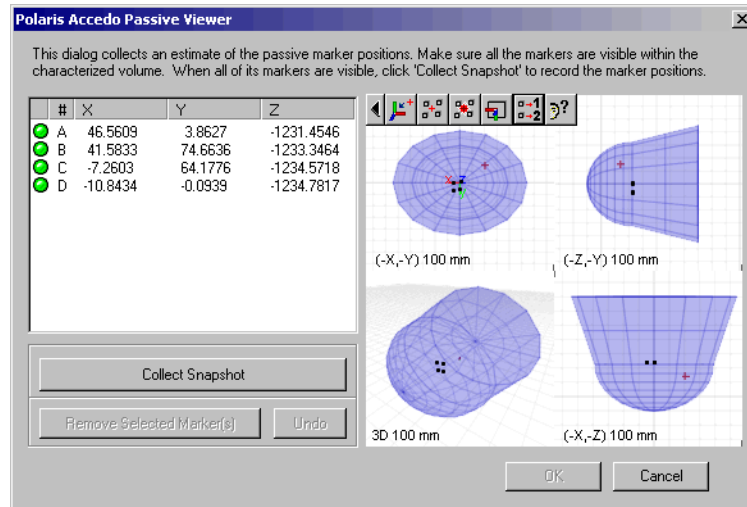 Polaris Accedo Passive Viewer
This dialog collects an estimate of the passive marker positions. Make sure all the markers are visible within the
characterized volume. When all of its markers are visible, click 'Collect Snapshot' to record the marker positions.
# X Y Z
A 46.5609 3.8627 -1231.4546
B 41.5833 74.6636 -1233.3464
C -7.2603 64.1776 -1234.5718
D -10.8434 -0.0939 -1234.7817
(-X,-Y) 100 mm
(-Z,-Y) 100 mm
3D 100 mm
(-X,-Z) 100 mm
Collect Snapshot
Remove Selected Marker(s) Undo
OK Cancel